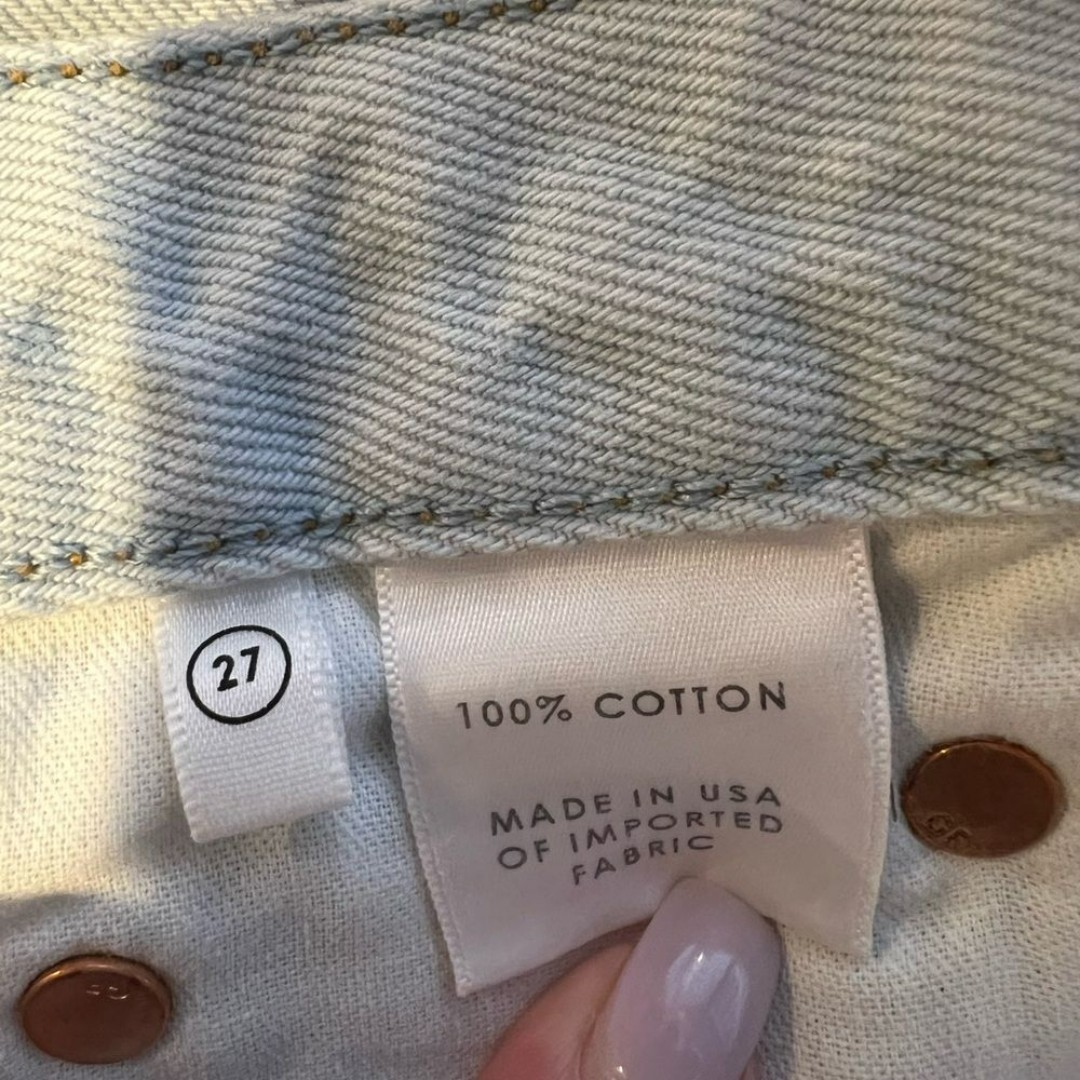 27
100% COTTON
MADE IN USA
OF IMPORTED
FABRIC